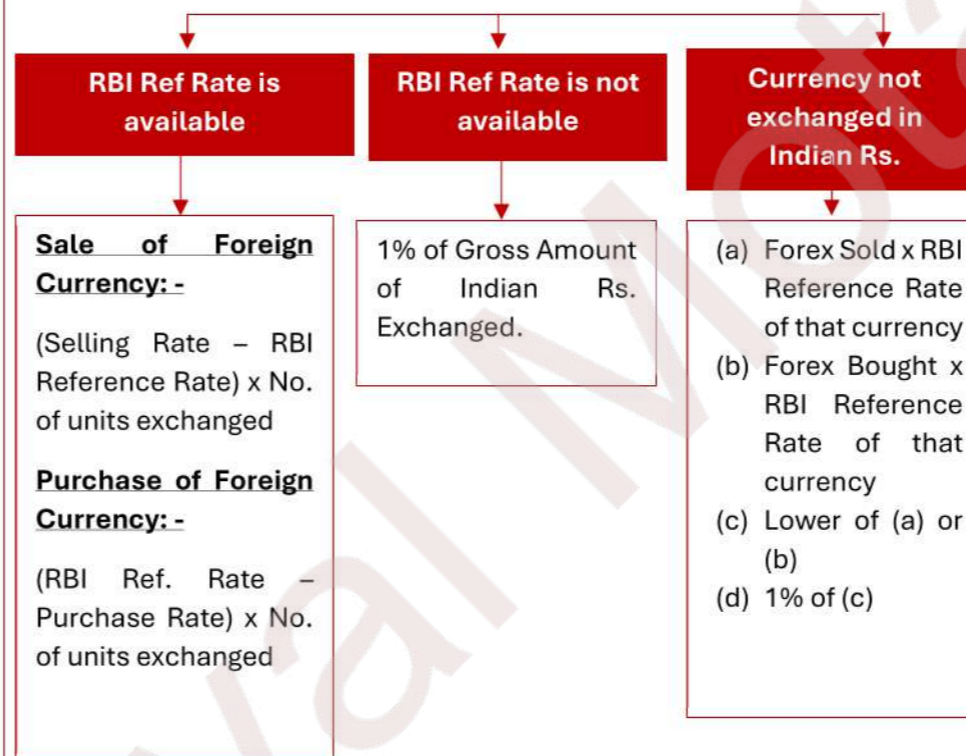 RBI Ref Rate is
available
RBI Ref Rate is not
available
Currency not
exchanged in
Indian Rs.
Sale of Foreign
Currency: -
(Selling Rate – RBI
Reference Rate) x No.
of units exchanged
Purchase of Foreign
Currency: -
(RBI Ref. Rate –
Purchase Rate) x No.
of units exchanged
1% of Gross Amount
of Indian Rs.
Exchanged.
(a) Forex Sold x RBI
Reference Rate
of that currency
(b) Forex Bought x
RBI Reference
Rate of that
currency
(c) Lower of (a) or
(b)
(d) 1% of (c)